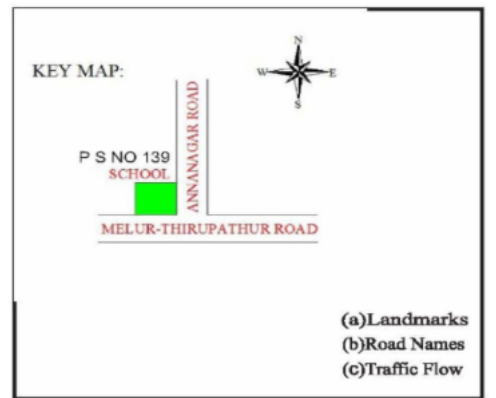 N
KEY MAP:
W E
S
ANNANAGAR ROAD
P S NO 139
SCHOOL
MELUR-THIRUPATHUR ROAD
(a)Landmarks
(b)Road Names
(c)Traffic Flow